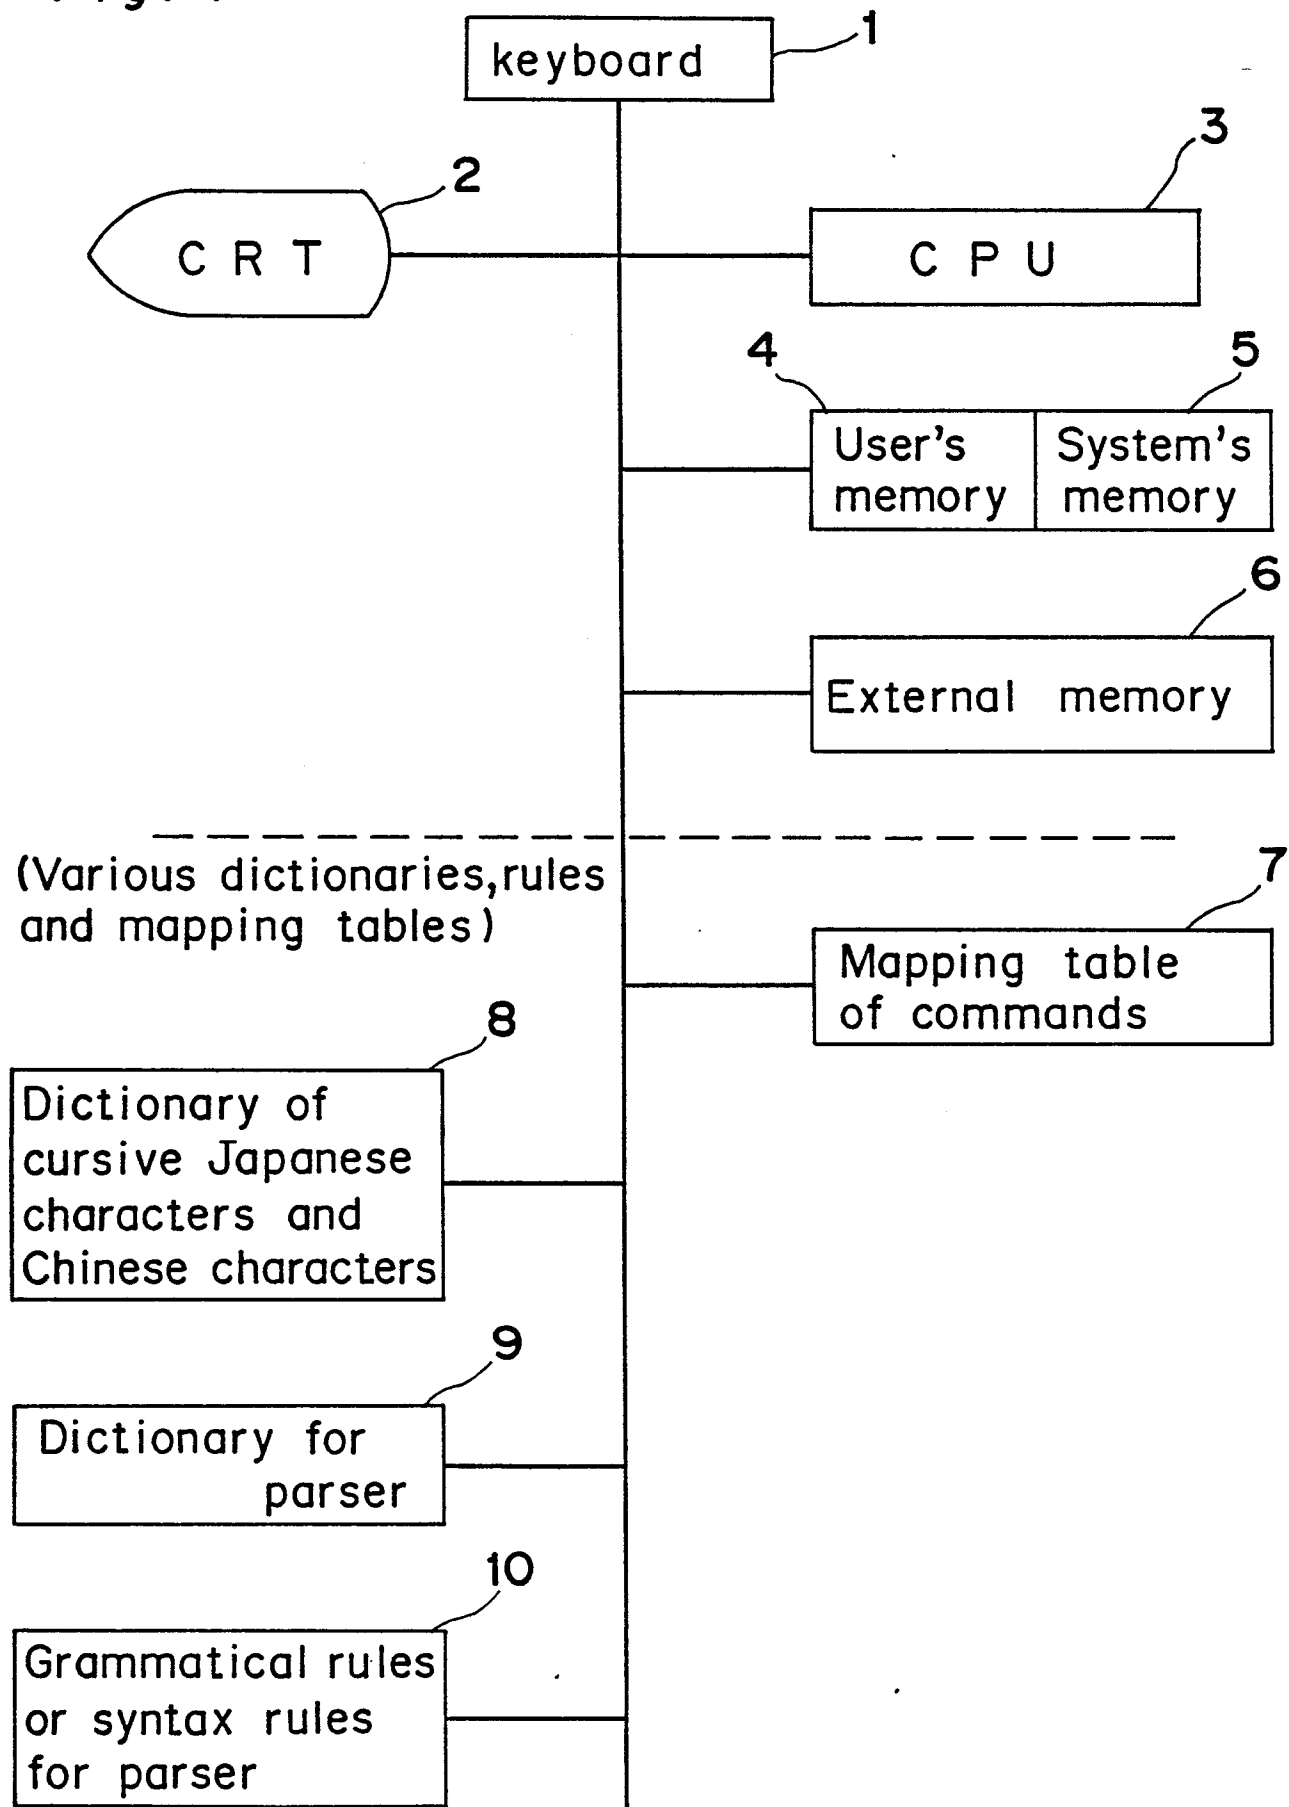 keyboard
1
2
3
C R T
C P U
4
5
User's
memory
System's
memory
6
External memory
(Various dictionaries,rules
and mapping tables)
7
Mapping table
of commands
8
Dictionary of
cursive Japanese
characters and
Chinese characters
9
Dictionary for
parser
10
Grammatical rules
or syntax rules
for parser